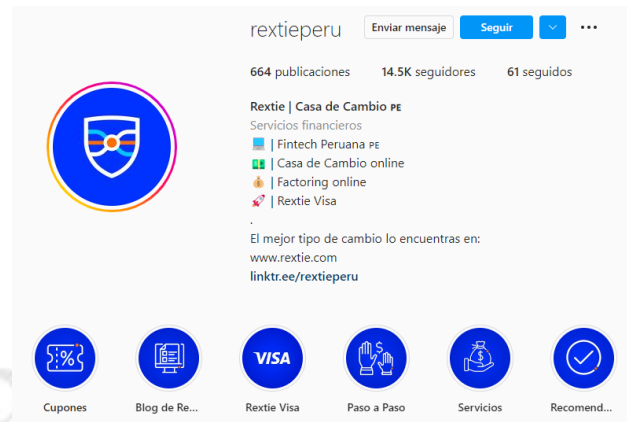 rextieperu Enviar mensaje Seguir
664 publicaciones 14.5K seguidores 61 seguidos
Rextie | Casa de Cambio PE
Servicios financieros
| Fintech Peruana PE
| Casa de Cambio online
| Factoring online
| Rextie Visa
.
El mejor tipo de cambio lo encuentras en:
www.rextie.com
linktr.ee/rextieperu
VISA
Cupones Blog de Re... Rextie Visa Paso a Paso Servicios Recomend...